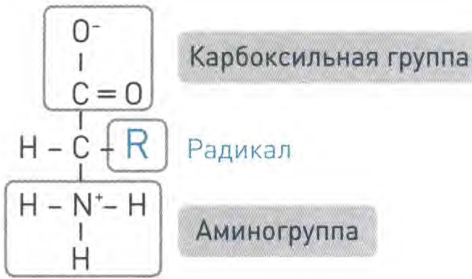 O⁻
Карбоксильная группа
C = O
H – C – R
Радикал
H – N⁺– H
Аминогруппа
H